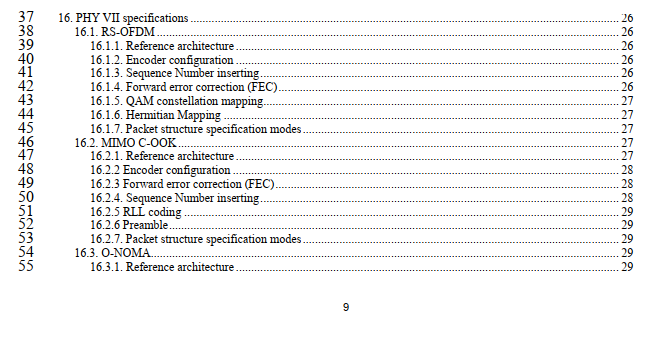 37 16. PHY VII specifications ........ 26
38 16.1. RS-OFDM ........ 26
39 16.1.1. Reference architecture ........ 26
40 16.1.2. Encoder configuration ........ 26
41 16.1.3. Sequence Number inserting ........ 26
42 16.1.4. Forward error correction (FEC) ........ 26
43 16.1.5. QAM constellation mapping ........ 27
44 16.1.6. Hermitian Mapping ........ 27
45 16.1.7. Packet structure specification modes ........ 27
46 16.2. MIMO C-OOK ........ 27
47 16.2.1. Reference architecture ........ 27
48 16.2.2 Encoder configuration ........ 28
49 16.2.3 Forward error correction (FEC) ........ 28
50 16.2.4. Sequence Number inserting ........ 28
51 16.2.5 RLL coding ........ 29
52 16.2.6 Preamble ........ 29
53 16.2.7. Packet structure specification modes ........ 29
54 16.3. O-NOMA ........ 29
55 16.3.1. Reference architecture ........ 29
9